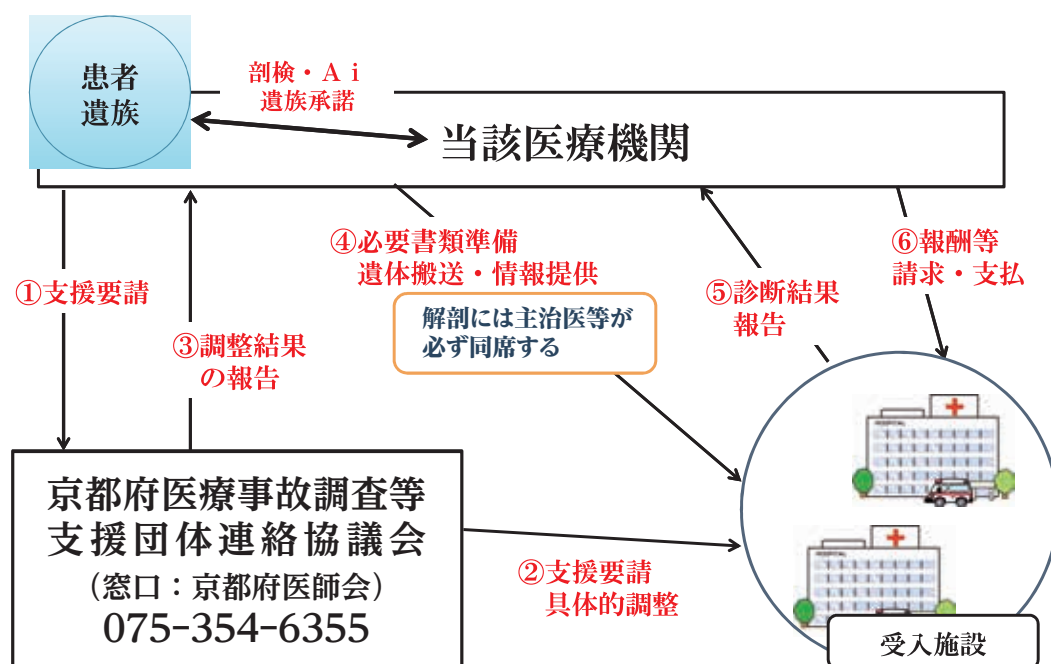 患者
遺族
剖検・Ａｉ
遺族承諾
当該医療機関
①支援要請
③調整結果
の報告
④必要書類準備
遺体搬送・情報提供
解剖には主治医等が
必ず同席する
⑤診断結果
報告
⑥報酬等
請求・支払
京都府医療事故調査等
支援団体連絡協議会
（窓口：京都府医師会）
075-354-6355
②支援要請
具体的調整
HOSPITAL
HOSPITAL
受入施設